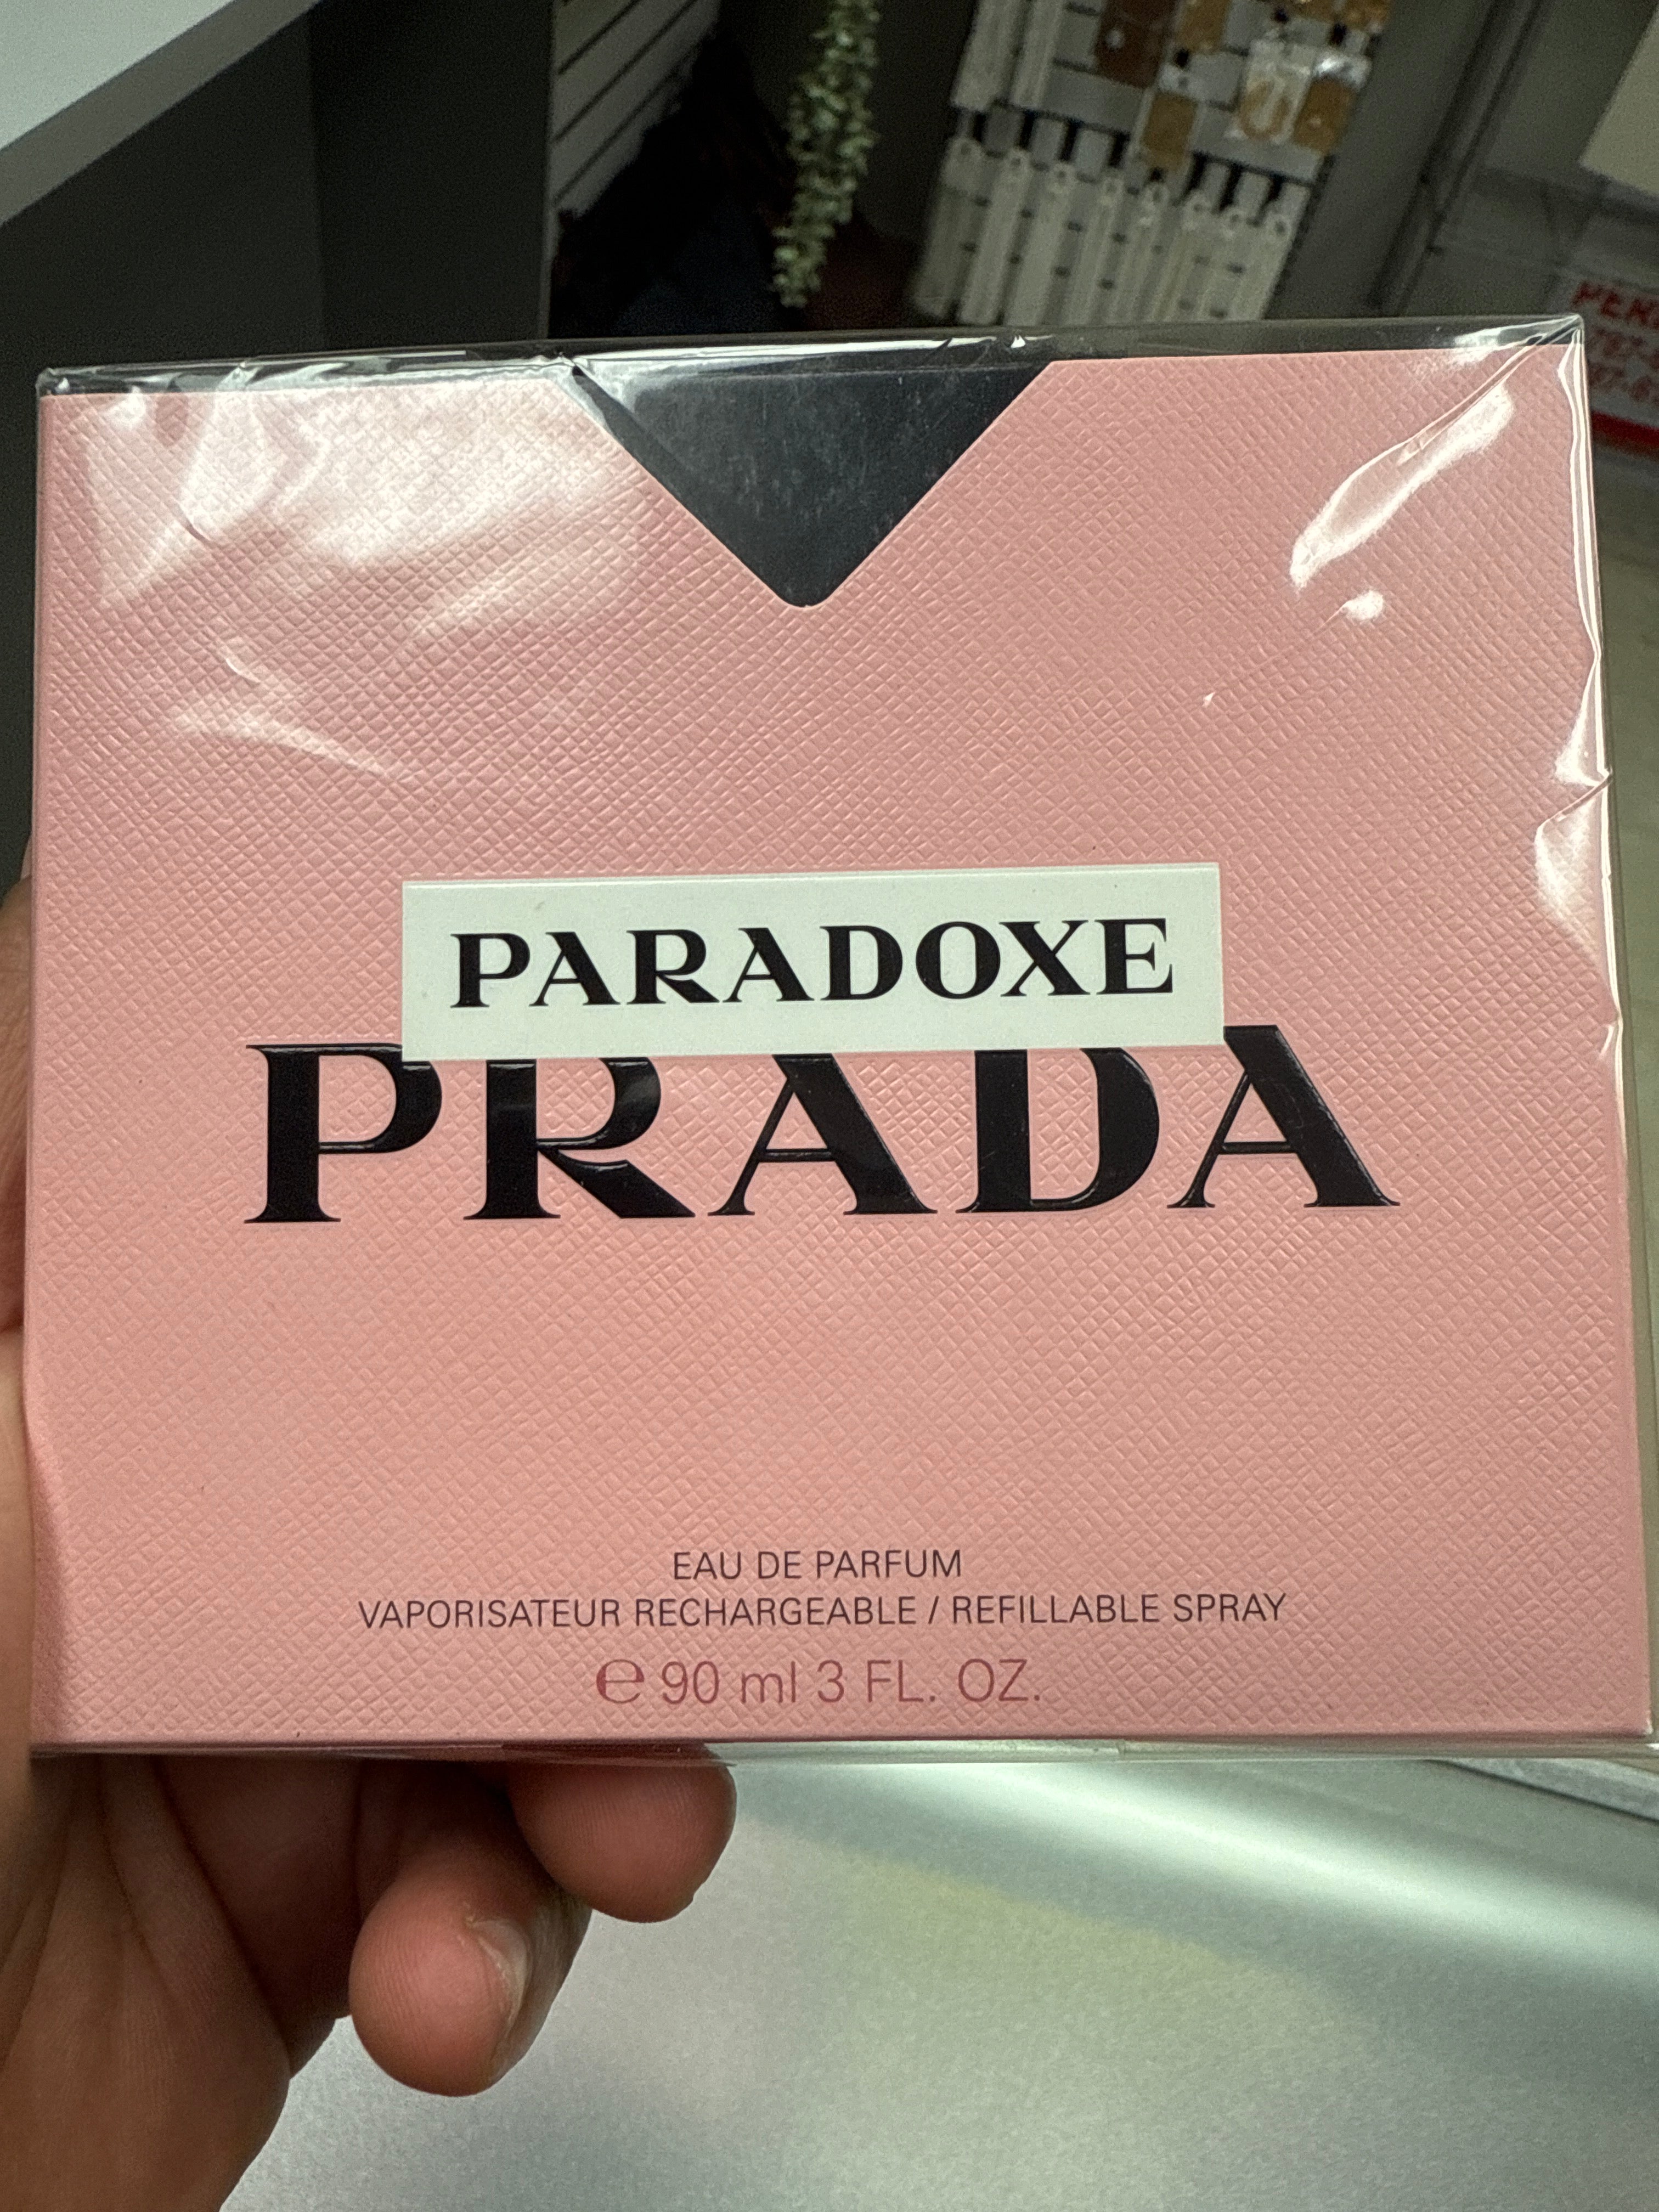 PARADOXE
PRADA
EAU DE PARFUM
VAPORISATEUR RECHARGEABLE / REFILLABLE SPRAY
℮ 90 ml 3 FL. OZ.